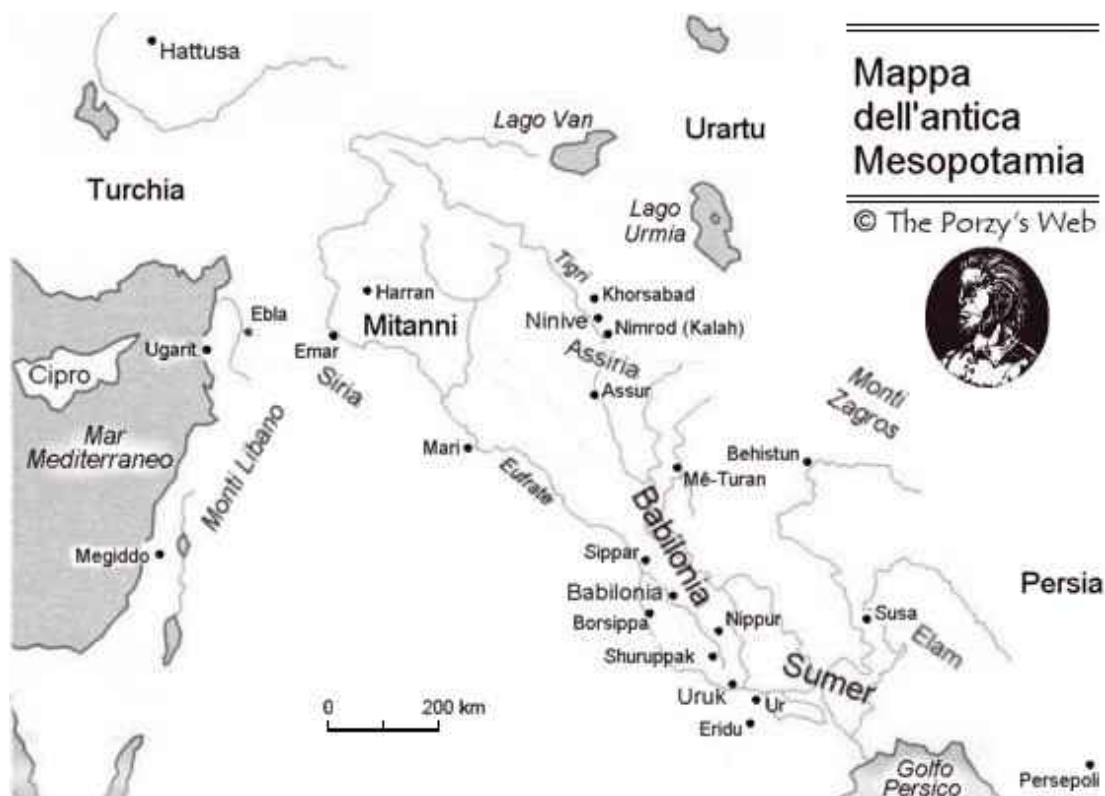 Mappa
dell'antica
Mesopotamia
© The Porzy's Web
Hattusa
Lago Van
Urartu
Turchia
Lago
Urmia
Tigri
Khorsabad
Harran
Ninive
Nimrod (Kalah)
Ebla
Mitanni
Ugarit
Emar
Assiria
Cipro
Siria
Assur
Monti
Zagros
Mar
Mediterraneo
Monti Libano
Mari
Eufrate
Behistun
Mê-Turan
Babilonia
Megiddo
Sippar
Babilonia
Persia
Borsippa
Nippur
Susa
Elam
Shuruppak
Sumer
Uruk
Ur
Eridu
0 200 km
Golfo
Persico
Persepoli